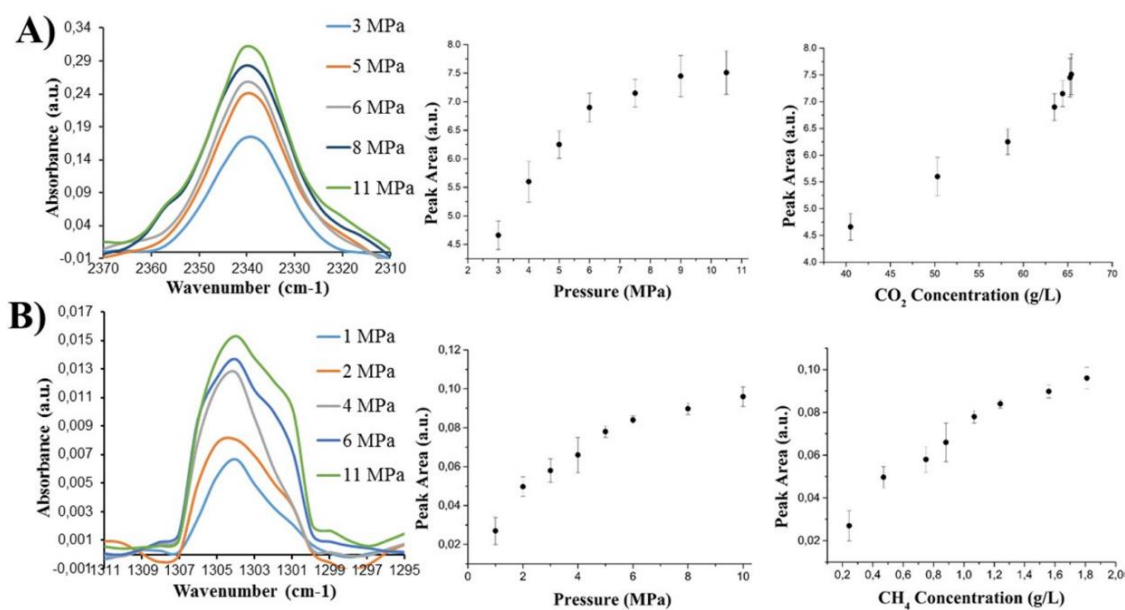 A)
0,34
0,29
0,24
0,19
0,14
0,09
0,04
-0,01
2370 2360 2350 2340 2330 2320 2310
Absorbance (a.u.)
Wavenumber (cm-1)
3 MPa
5 MPa
6 MPa
8 MPa
11 MPa
8.0
7.5
7.0
6.5
6.0
5.5
5.0
4.5
2 3 4 5 6 7 8 9 10 11
Peak Area (a.u.)
Pressure (MPa)
8.0
7.5
7.0
6.5
6.0
5.5
5.0
4.5
4.0
40 45 50 55 60 65 70
Peak Area (a.u.)
CO₂ Concentration (g/L)
B)
0,017
0,015
0,013
0,011
0,009
0,007
0,005
0,003
0,001
-0,001
1311 1309 1307 1305 1303 1301 1299 1297 1295
Absorbance (a.u.)
Wavenumber (cm-1)
1 MPa
2 MPa
4 MPa
6 MPa
11 MPa
0,12
0,10
0,08
0,06
0,04
0,02
0 2 4 6 8 10
Peak Area (a.u.)
Pressure (MPa)
0,10
0,08
0,06
0,04
0,02
0,2 0,4 0,6 0,8 1,0 1,2 1,4 1,6 1,8 2,0
Peak Area (a.u.)
CH₄ Concentration (g/L)